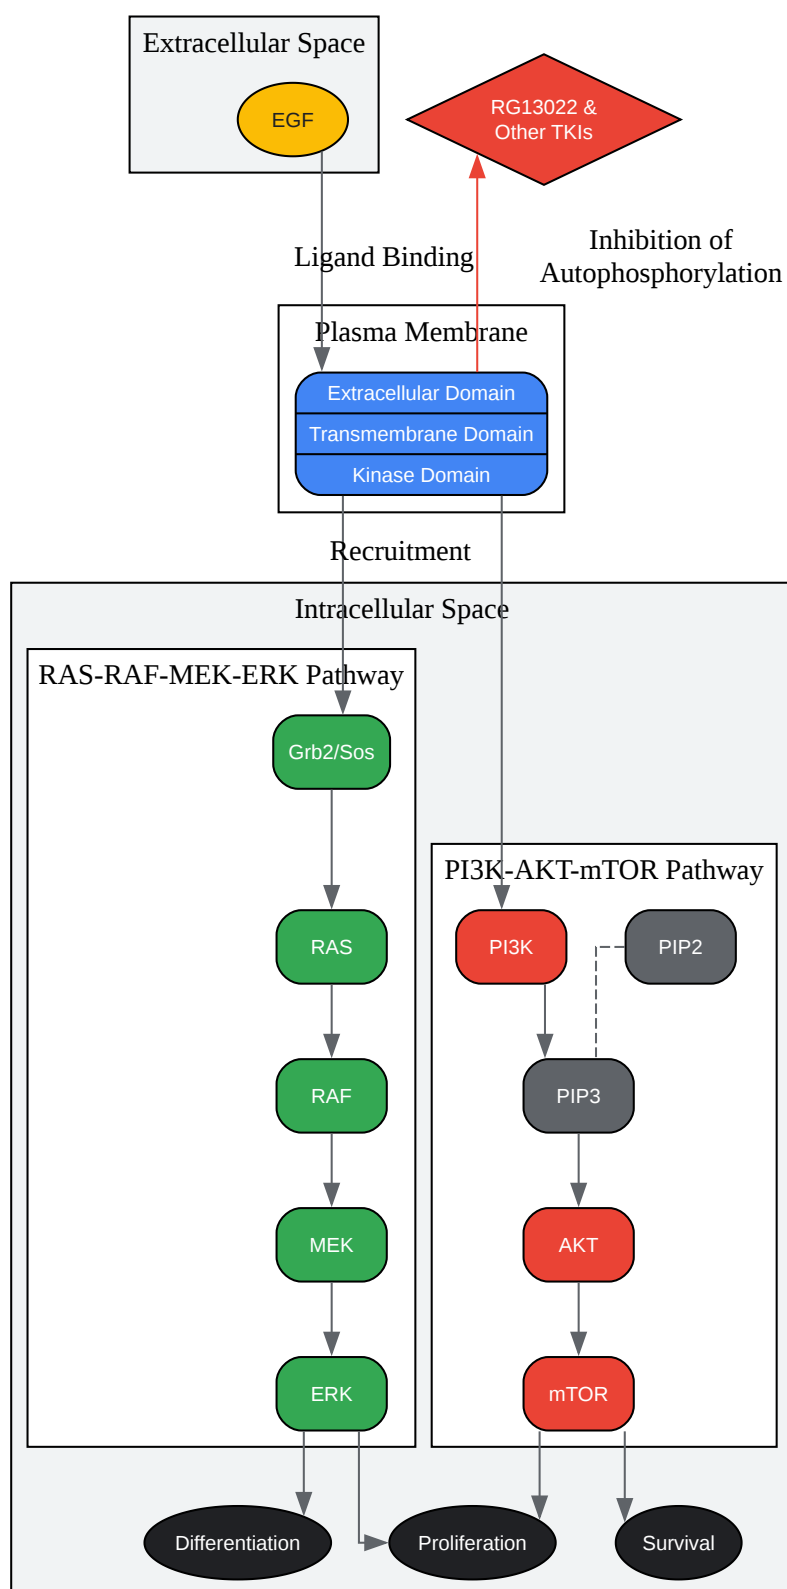 Extracellular Space
EGF
RG13022 &
Other TKIs
Ligand Binding
Inhibition of
Autophosphorylation
Plasma Membrane
Extracellular Domain
Transmembrane Domain
Kinase Domain
Recruitment
Intracellular Space
RAS-RAF-MEK-ERK Pathway
Grb2/Sos
RAS
RAF
MEK
ERK
PI3K-AKT-mTOR Pathway
PI3K
PIP2
PIP3
AKT
mTOR
Differentiation
Proliferation
Survival